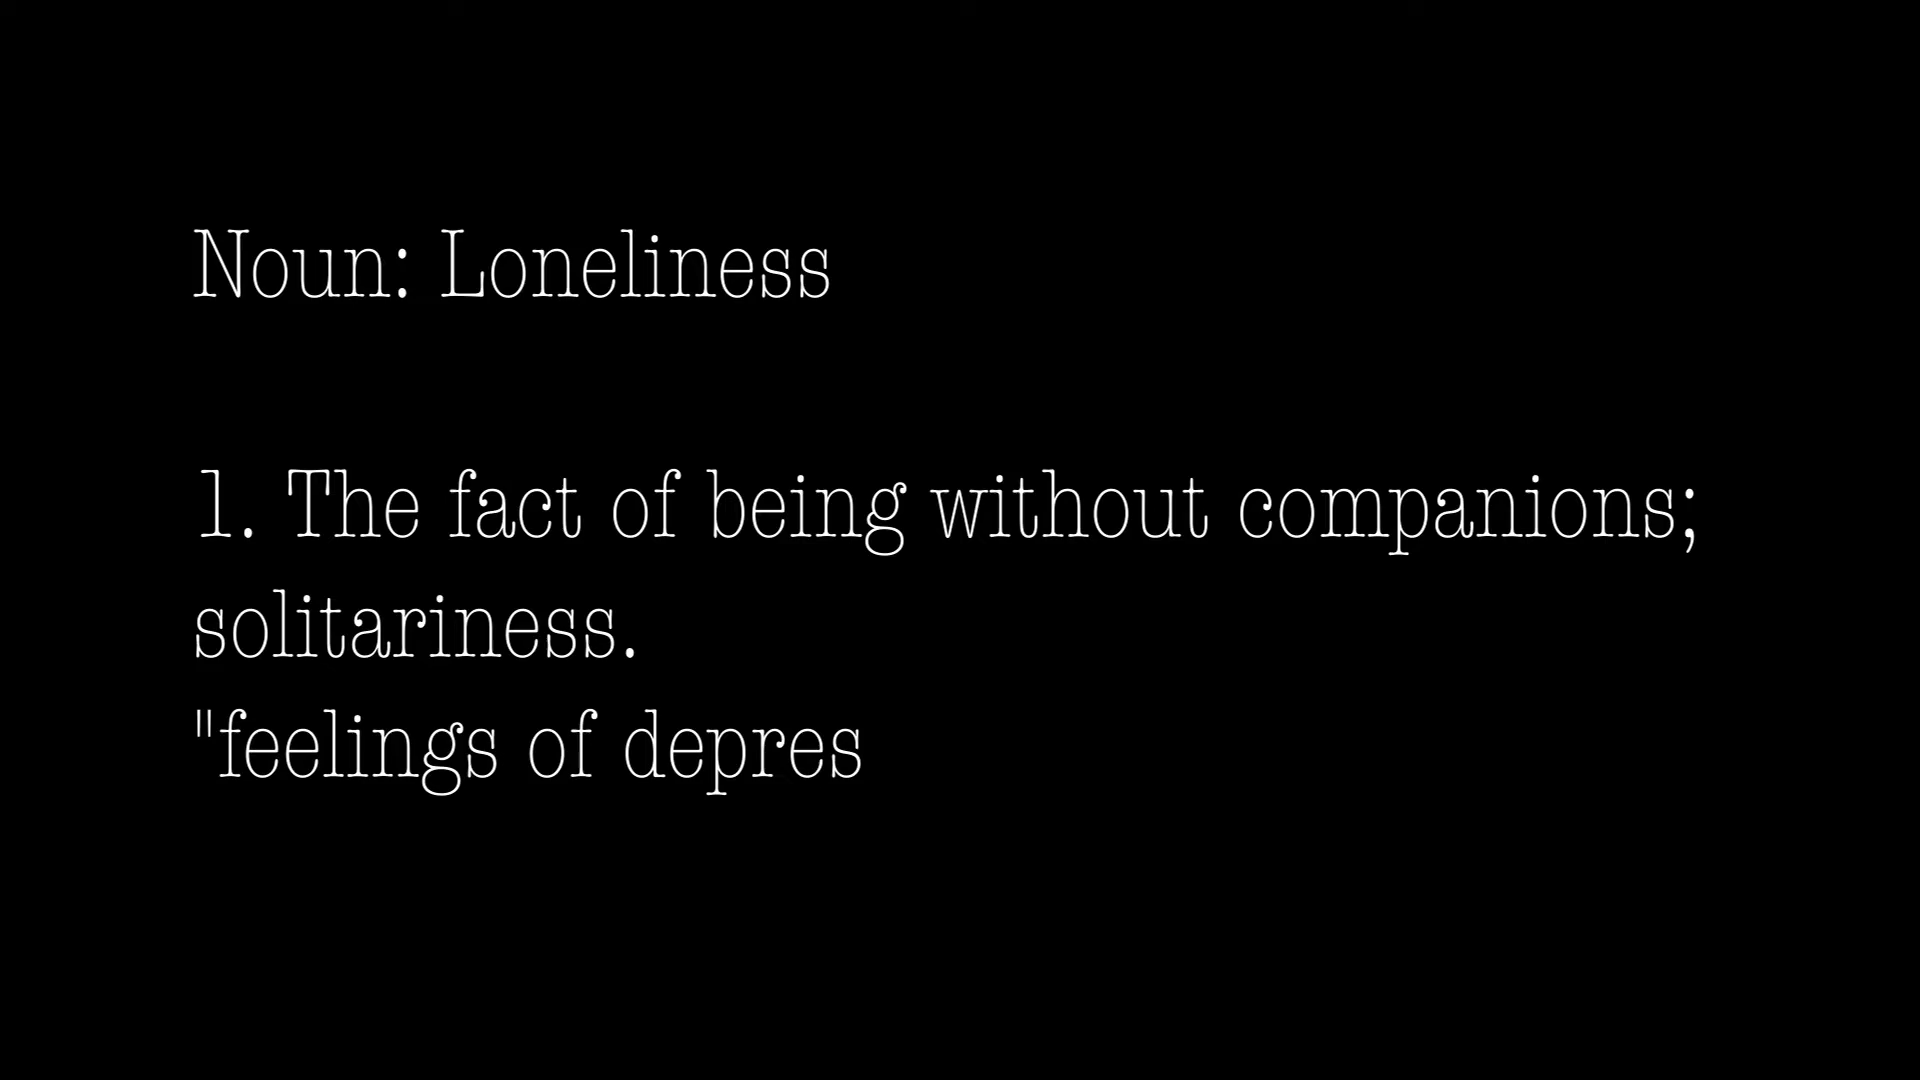 Noun: Loneliness
1. The fact of being without companions;
solitariness.
"feelings of depres